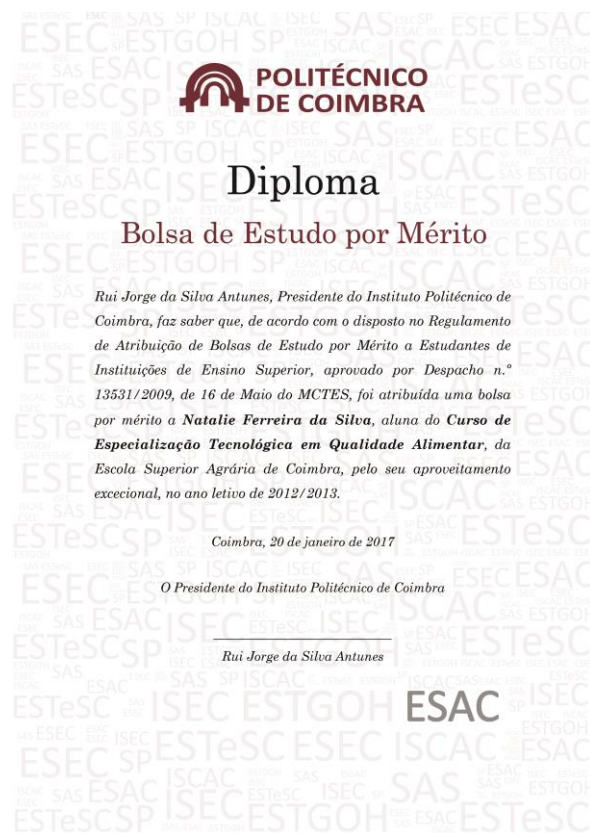 POLITÉCNICO
DE COIMBRA
Diploma
Bolsa de Estudo por Mérito
Rui Jorge da Silva Antunes, Presidente do Instituto Politécnico de
Coimbra, faz saber que, de acordo com o disposto no Regulamento
de Atribuição de Bolsas de Estudo por Mérito a Estudantes de
Instituições de Ensino Superior, aprovado por Despacho n.º
13531/2009, de 16 de Maio do MCTES, foi atribuída uma bolsa
por mérito a Natalie Ferreira da Silva, aluna do Curso de
Especialização Tecnológica em Qualidade Alimentar, da
Escola Superior Agrária de Coimbra, pelo seu aproveitamento
excecional, no ano letivo de 2012/2013.
Coimbra, 20 de janeiro de 2017
O Presidente do Instituto Politécnico de Coimbra
Rui Jorge da Silva Antunes
ESAC